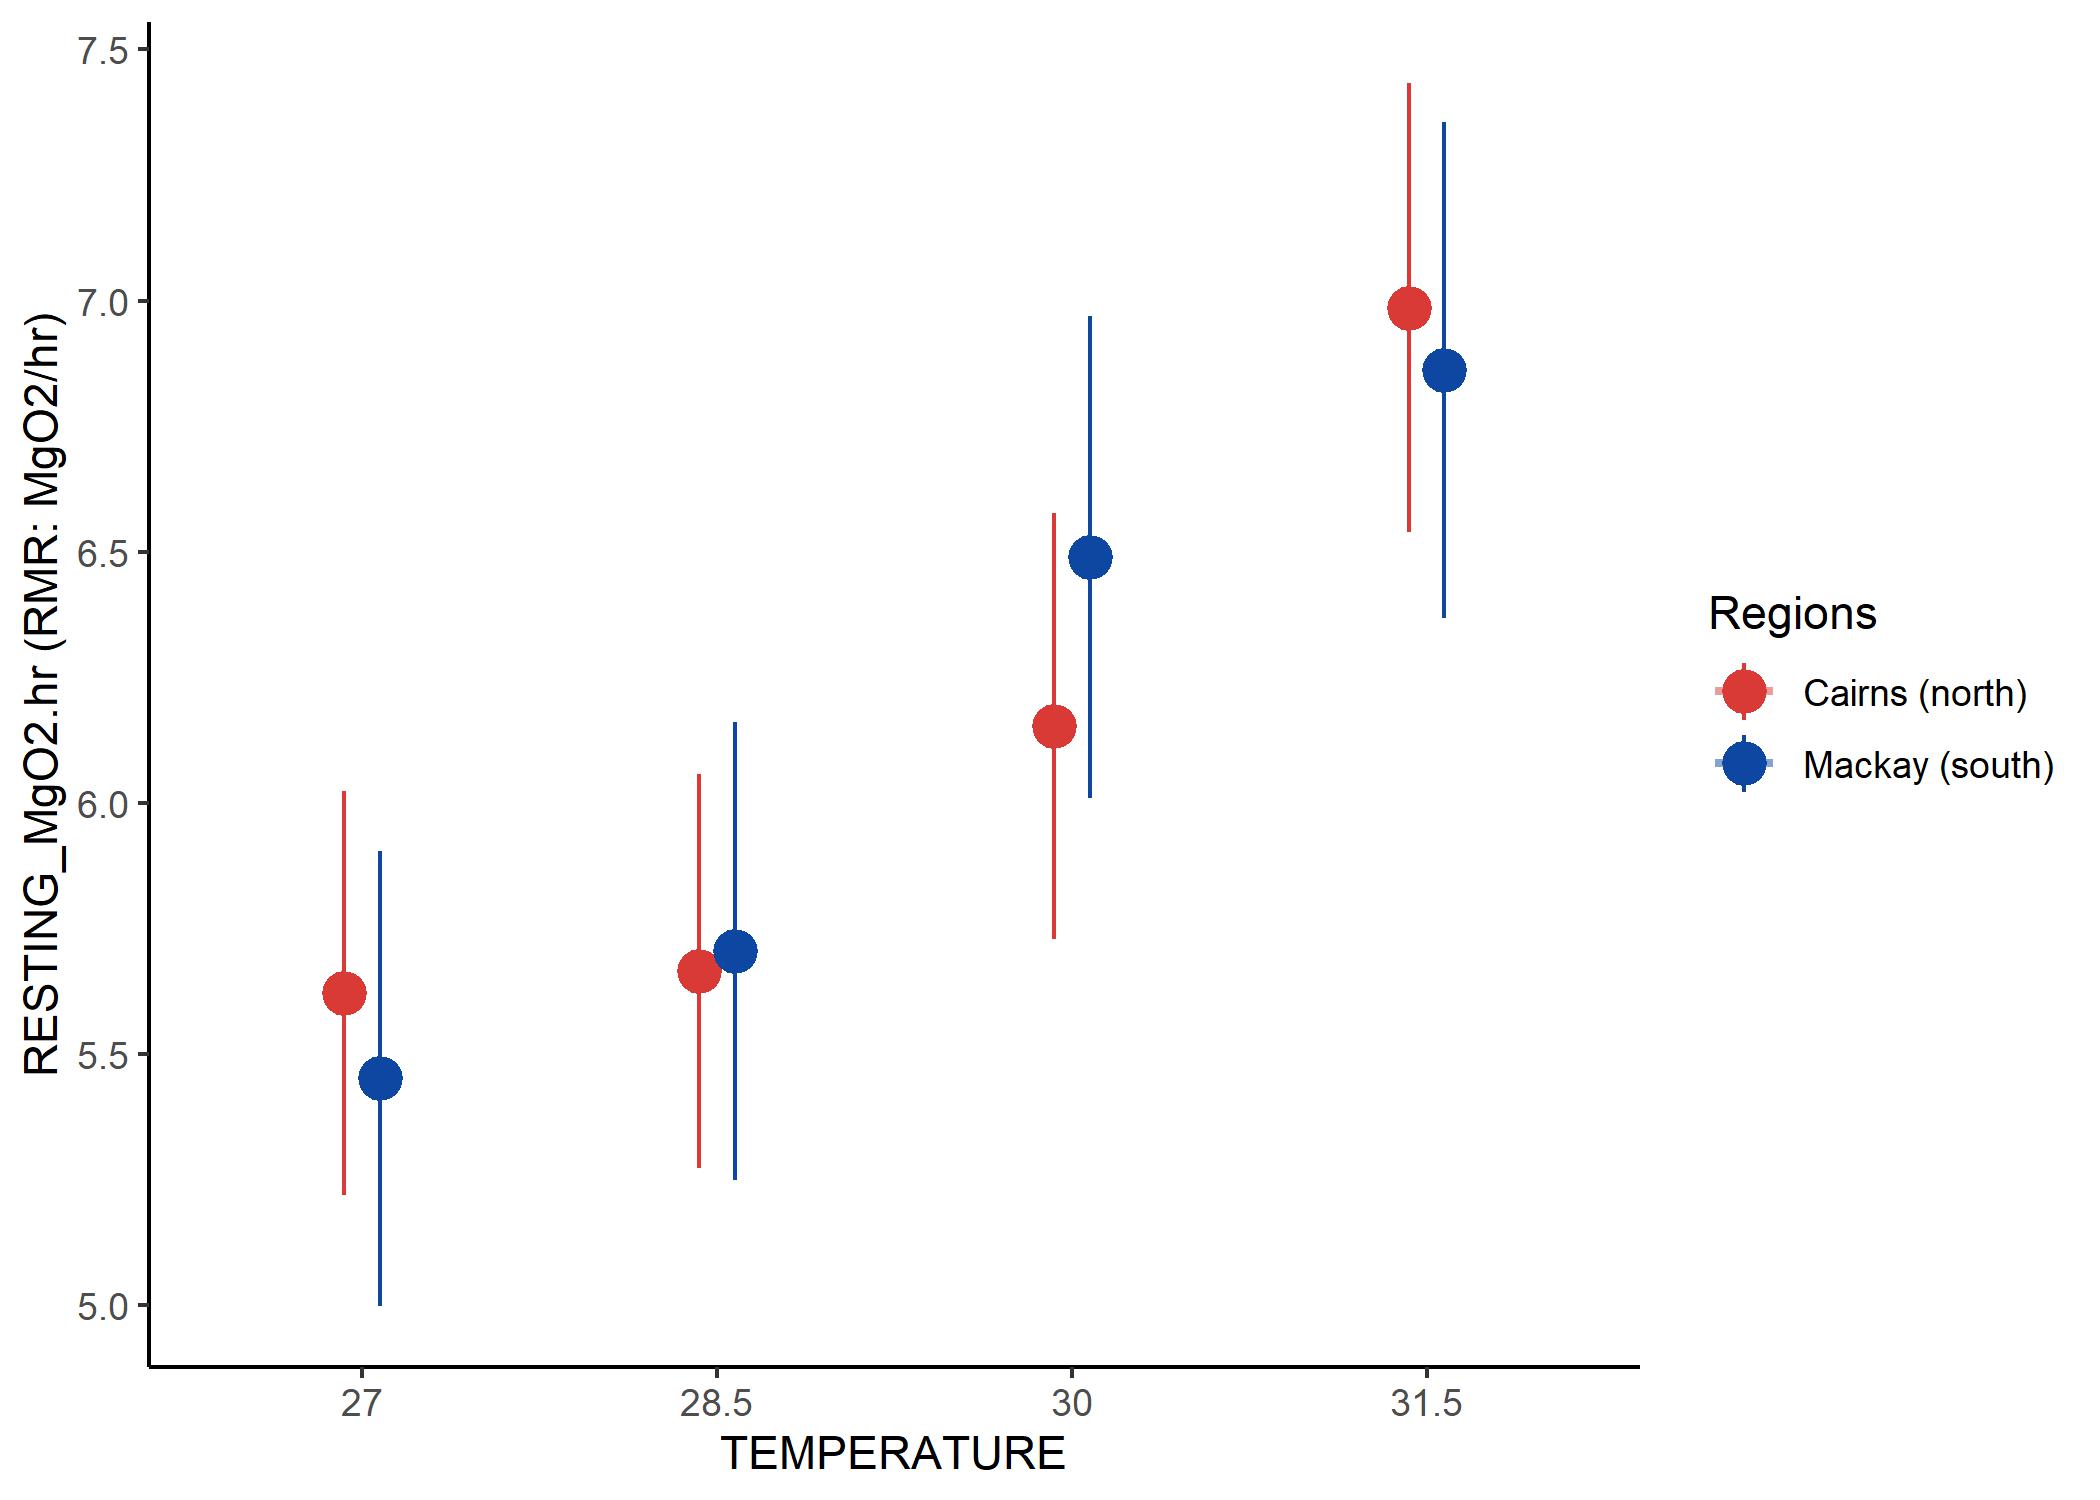 RESTING_MgO2.hr (RMR: MgO2/hr)
7.5
7.0
6.5
6.0
5.5
5.0
27
28.5
30
31.5
TEMPERATURE
Regions
Cairns (north)
Mackay (south)